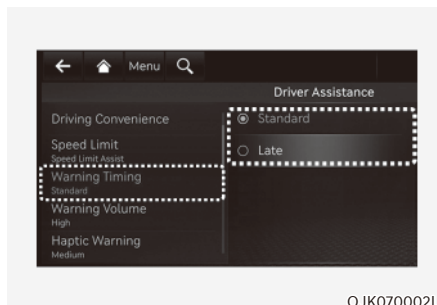 Menu
Driver Assistance
Driving Convenience
Speed Limit
Speed Limit Assist
Warning Timing
Standard
Warning Volume
High
Haptic Warning
Medium
Standard
Late
OJK070002L